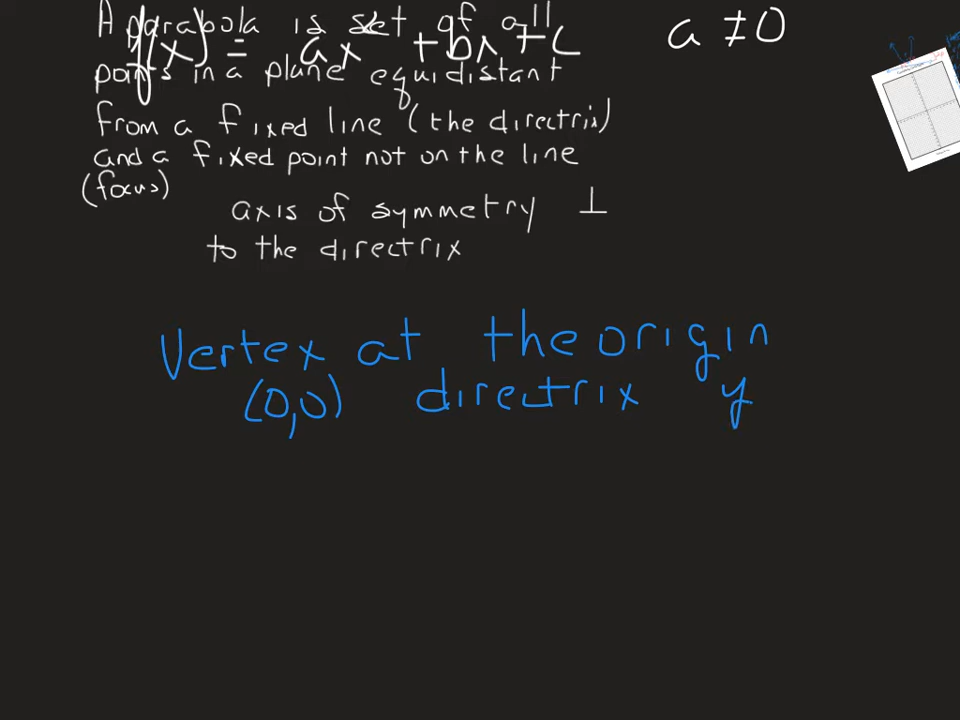 A parabola is set of all
f(x) = ax² + bx + c a ≠ 0
points in a plane equidistant
from a fixed line (the directrix)
and a fixed point not on the line
(focus)
axis of symmetry ⊥
to the directrix
Vertex at the origin
(0,0) directrix y